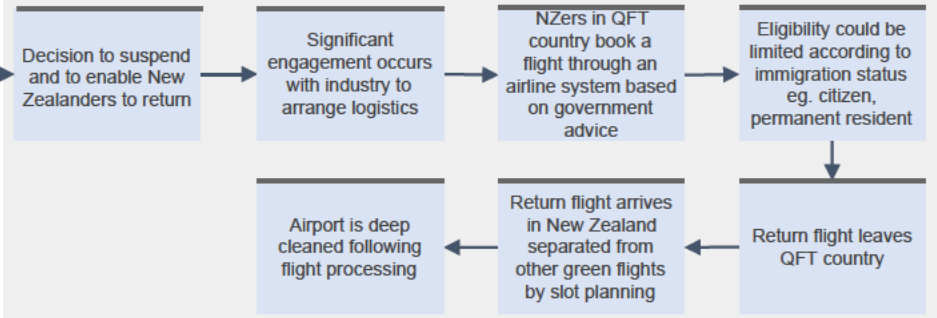 Decision to suspend
and to enable New
Zealanders to return
Significant
engagement occurs
with industry to
arrange logistics
NZers in QFT
country book a
flight through an
airline system based
on government
advice
Eligibility could be
limited according to
immigration status
eg. citizen,
permanent resident
Return flight leaves
QFT country
Return flight arrives
in New Zealand
separated from
other green flights
by slot planning
Airport is deep
cleaned following
flight processing